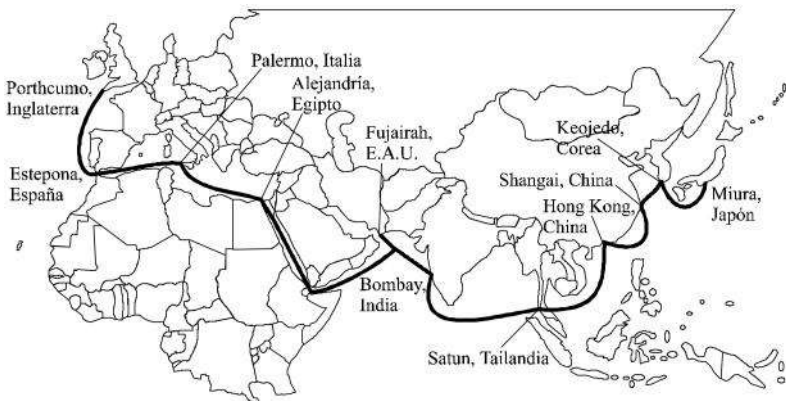 Porthcumo,
Inglaterra
Palermo, Italia
Alejandría,
Egipto
Fujairah,
E.A.U.
Keojedo,
Corea
Estepona,
España
Shangai, China
Hong Kong,
China
Miura,
Japón
Bombay,
India
Satun, Tailandia